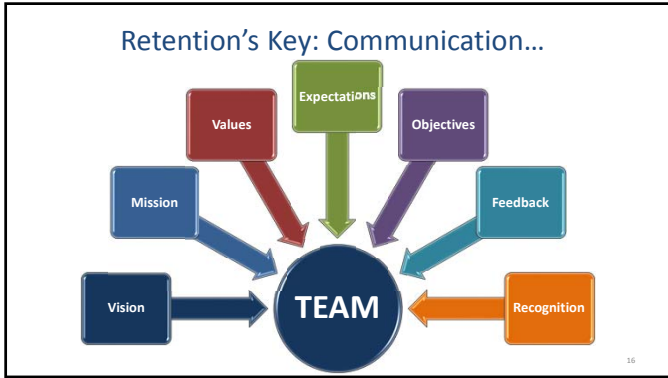 Retention's Key: Communication...
Expectations
Values
Objectives
Mission
Feedback
Vision
TEAM
Recognition
16